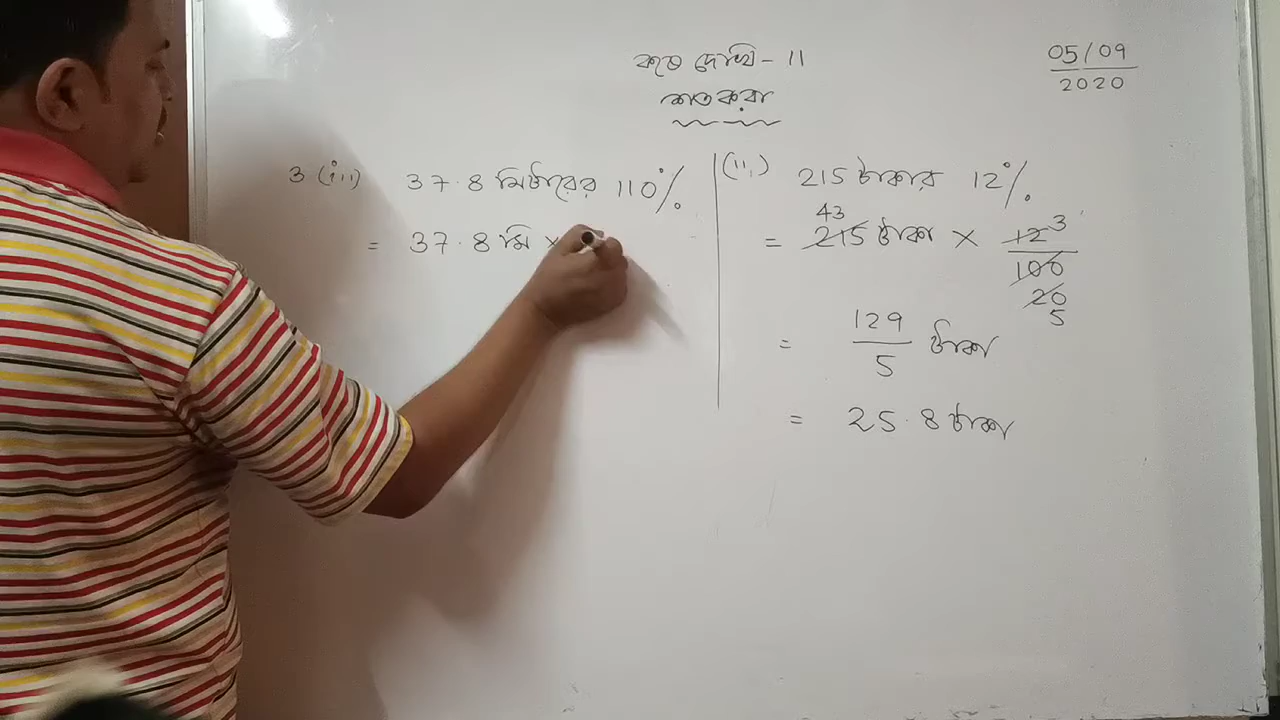 কষে দেখি - 11
শতকরা
05/09
2020
3 (iii) 37.8 মিটারের 110%
= 37.8 মি ×
(ii) 215 টাকার 12%
43 3
= 215 টাকা × 12/100
20
5
= 129/5 টাকা
= 25.8 টাকা